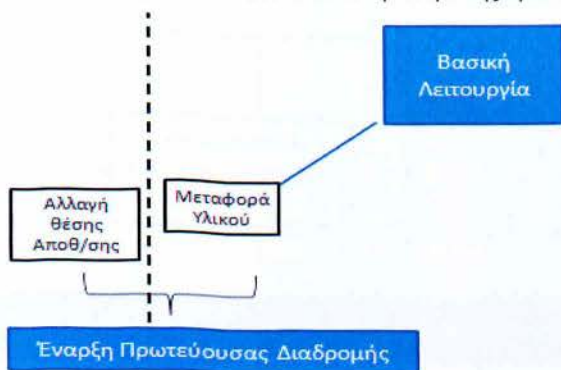 Βασική
Λειτουργία
Αλλαγή
θέσης
Αποθ/σης
Μεταφορά
Υλικού
Έναρξη Πρωτεύουσας Διαδρομής